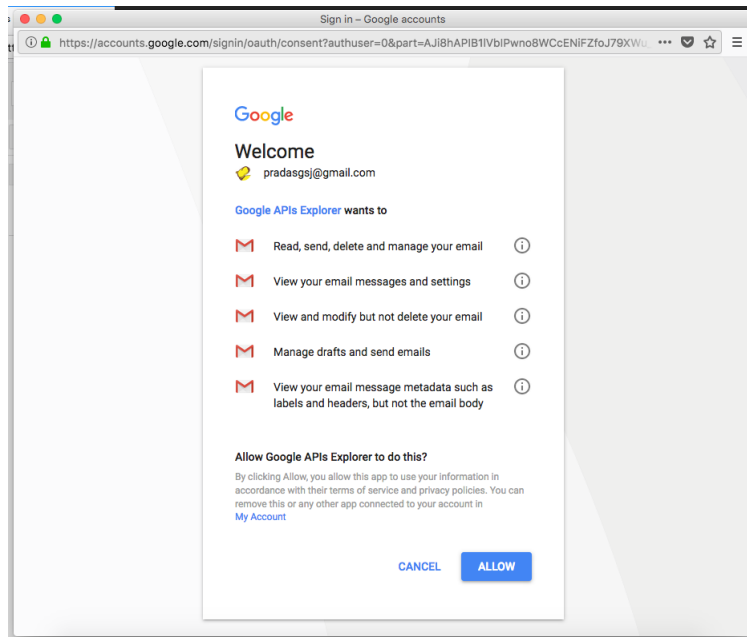 Sign in – Google accounts
https://accounts.google.com/signin/oauth/consent?authuser=0&part=AJi8hAPIB1IVbIPwno8WCcENiFZfoJ79XWu
Google
Welcome
pradasgsj@gmail.com
Google APIs Explorer wants to
Read, send, delete and manage your email
View your email messages and settings
View and modify but not delete your email
Manage drafts and send emails
View your email message metadata such as
labels and headers, but not the email body
Allow Google APIs Explorer to do this?
By clicking Allow, you allow this app to use your information in
accordance with their terms of service and privacy policies. You can
remove this or any other app connected to your account in
My Account
CANCEL ALLOW